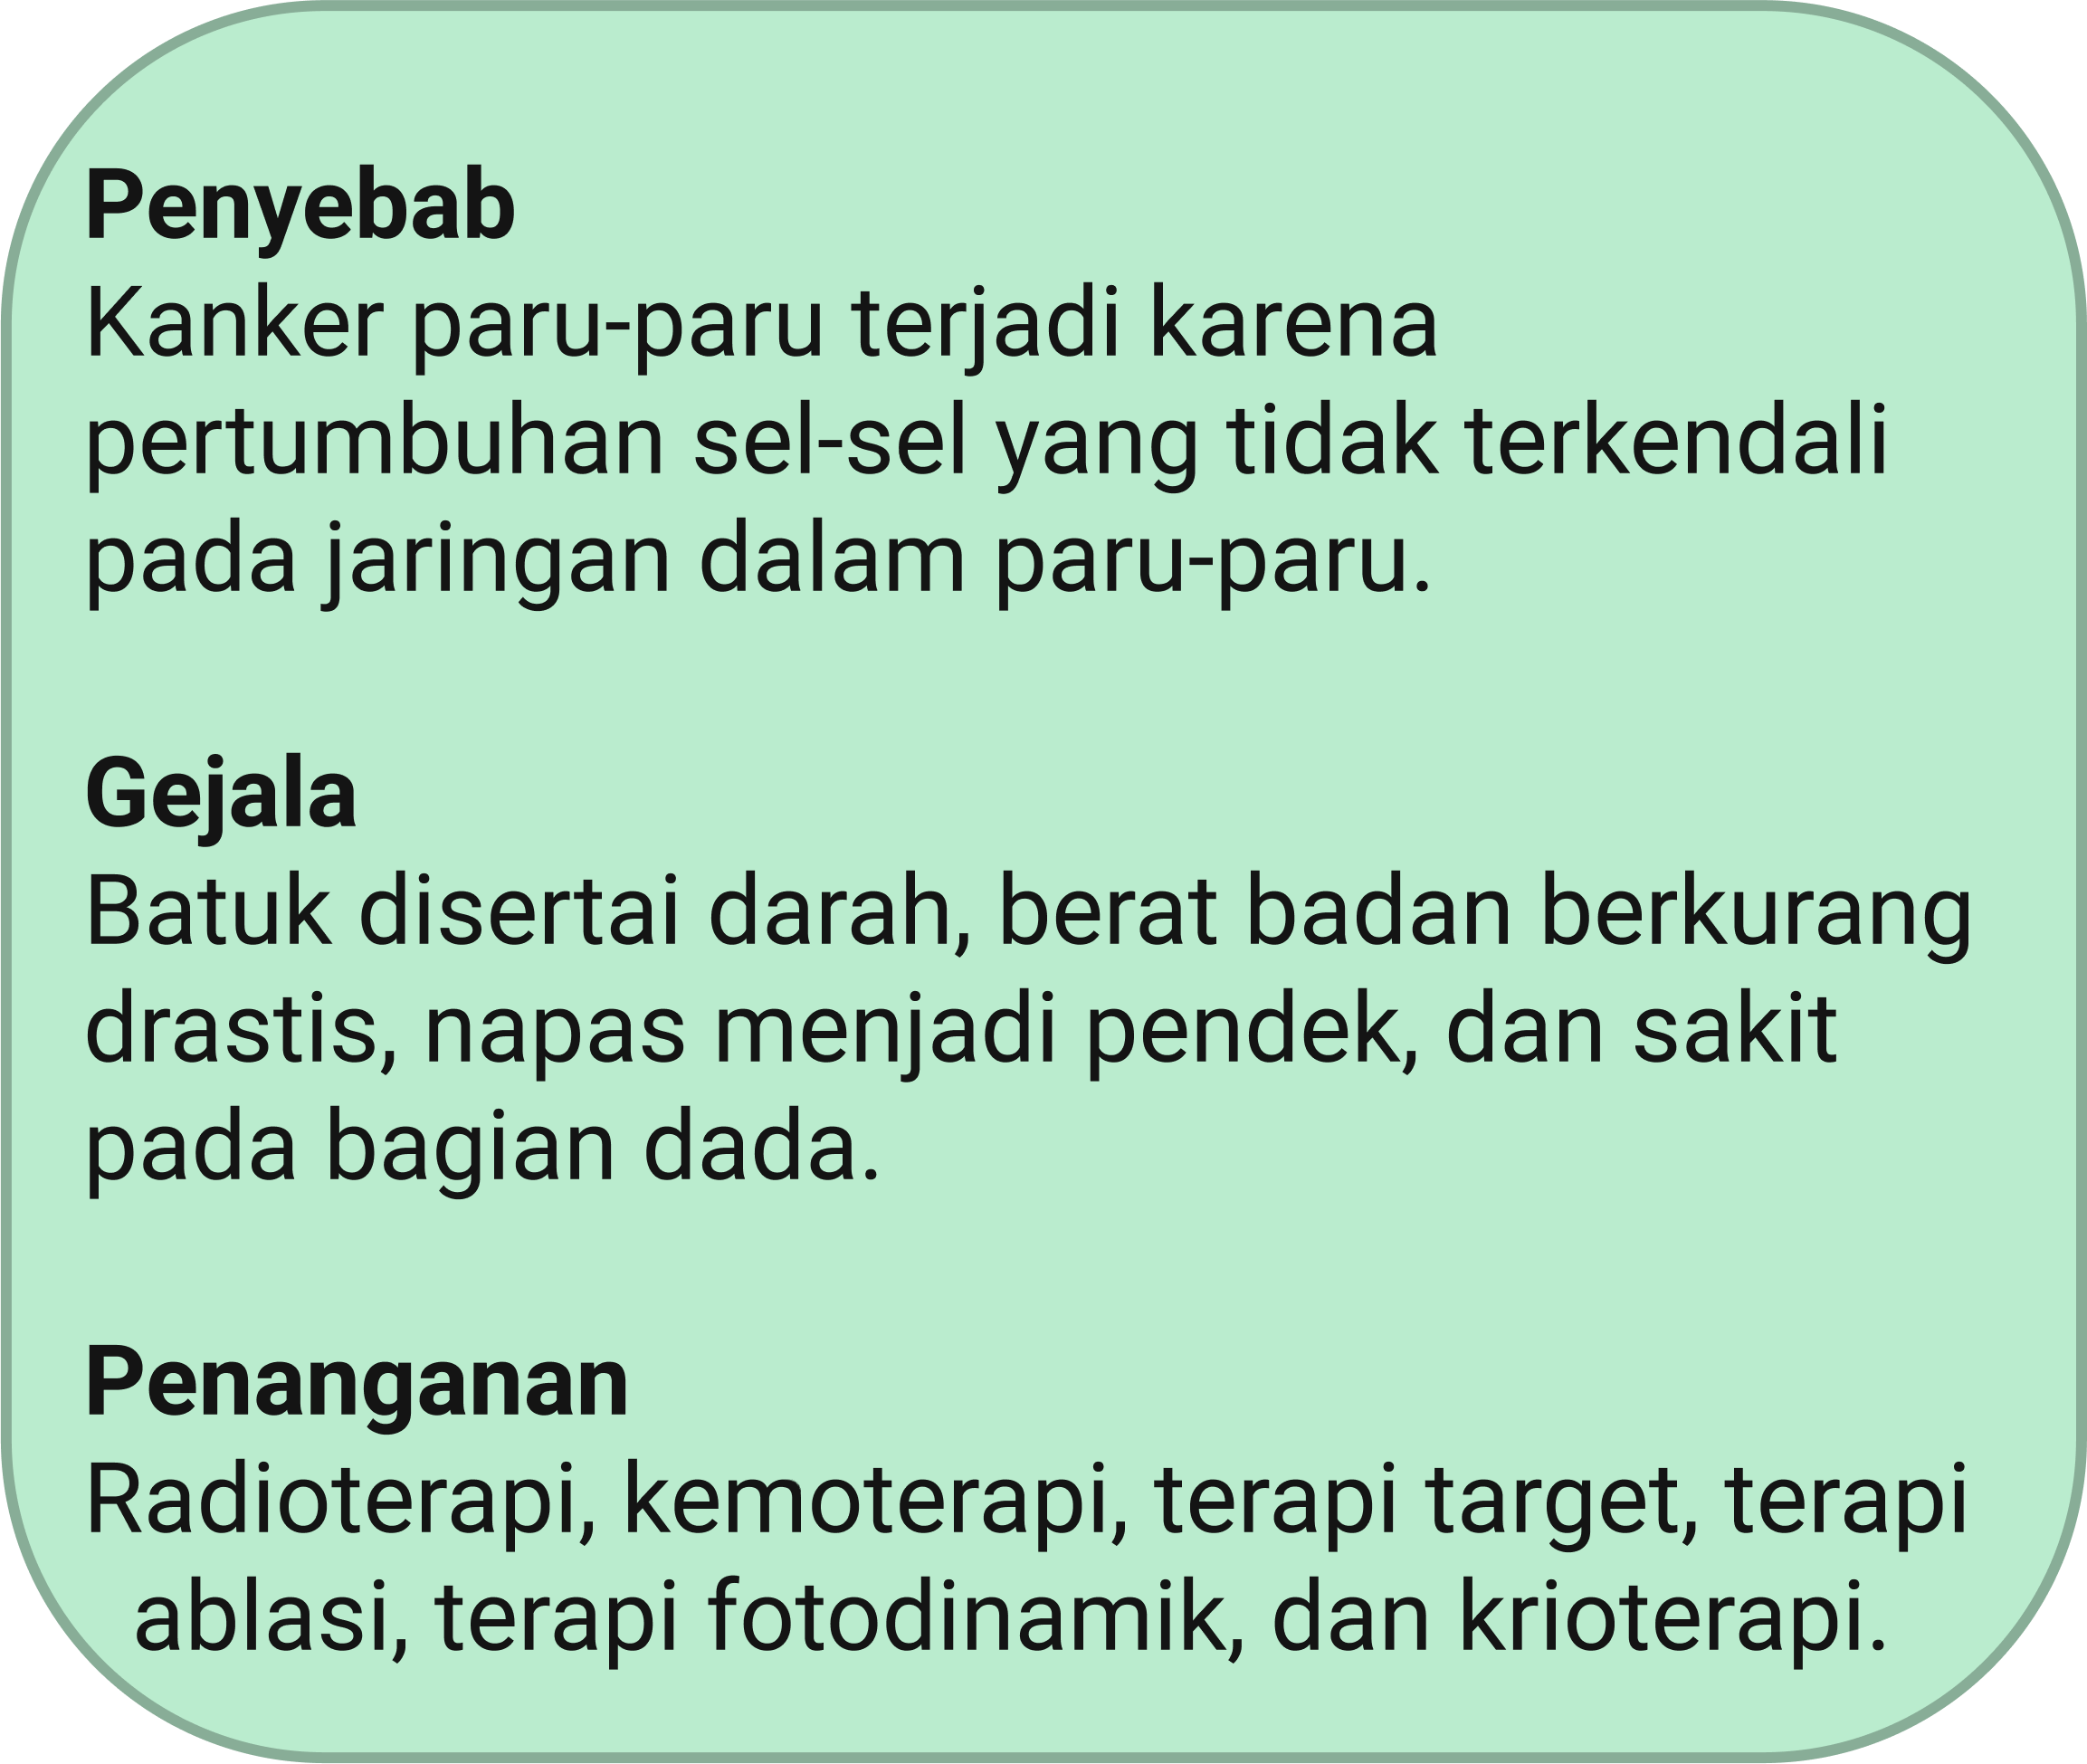 Penyebab
Kanker paru-paru terjadi karena
pertumbuhan sel-sel yang tidak terkendali
pada jaringan dalam paru-paru.
Gejala
Batuk disertai darah, berat badan berkurang
drastis, napas menjadi pendek, dan sakit
pada bagian dada.
Penanganan
Radioterapi, kemoterapi, terapi target, terapi
ablasi, terapi fotodinamik, dan krioterapi.